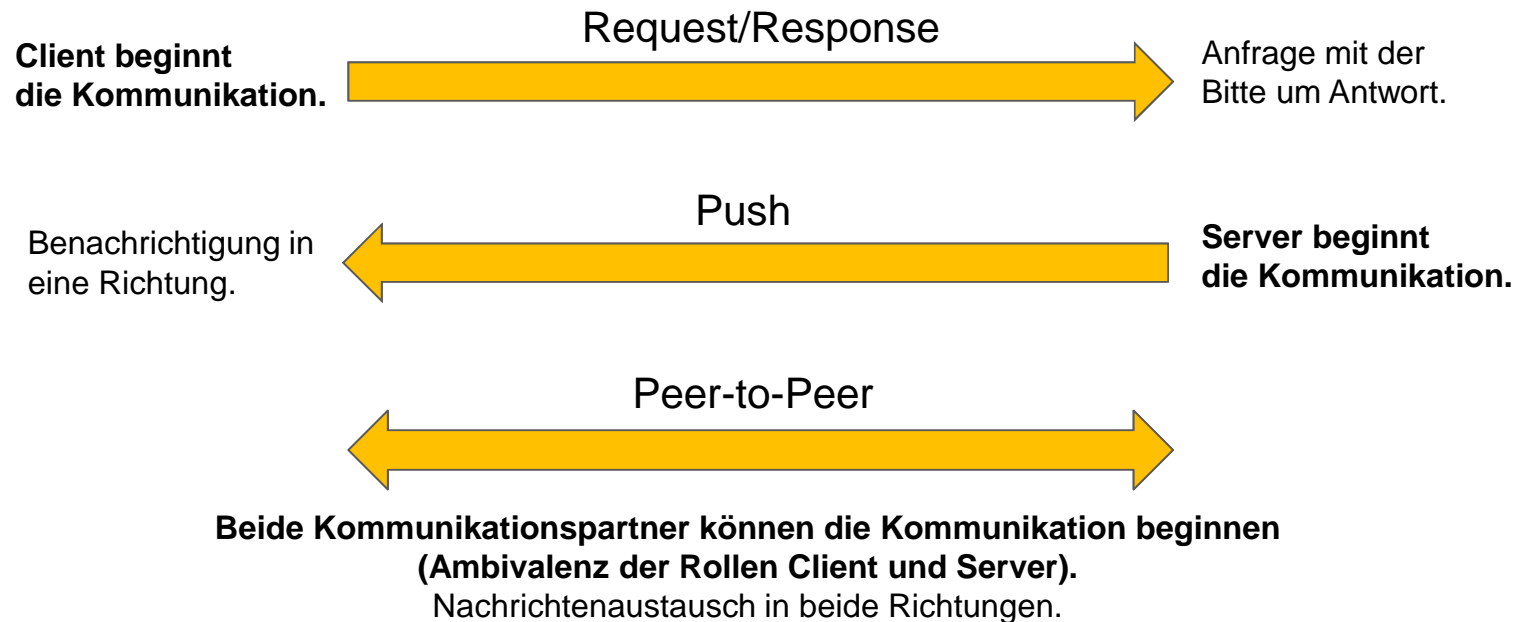 Request/Response
Client beginnt
die Kommunikation.
Anfrage mit der
Bitte um Antwort.
Push
Benachrichtigung in
eine Richtung.
Server beginnt
die Kommunikation.
Peer-to-Peer
Beide Kommunikationspartner können die Kommunikation beginnen
(Ambivalenz der Rollen Client und Server).
Nachrichtenaustausch in beide Richtungen.